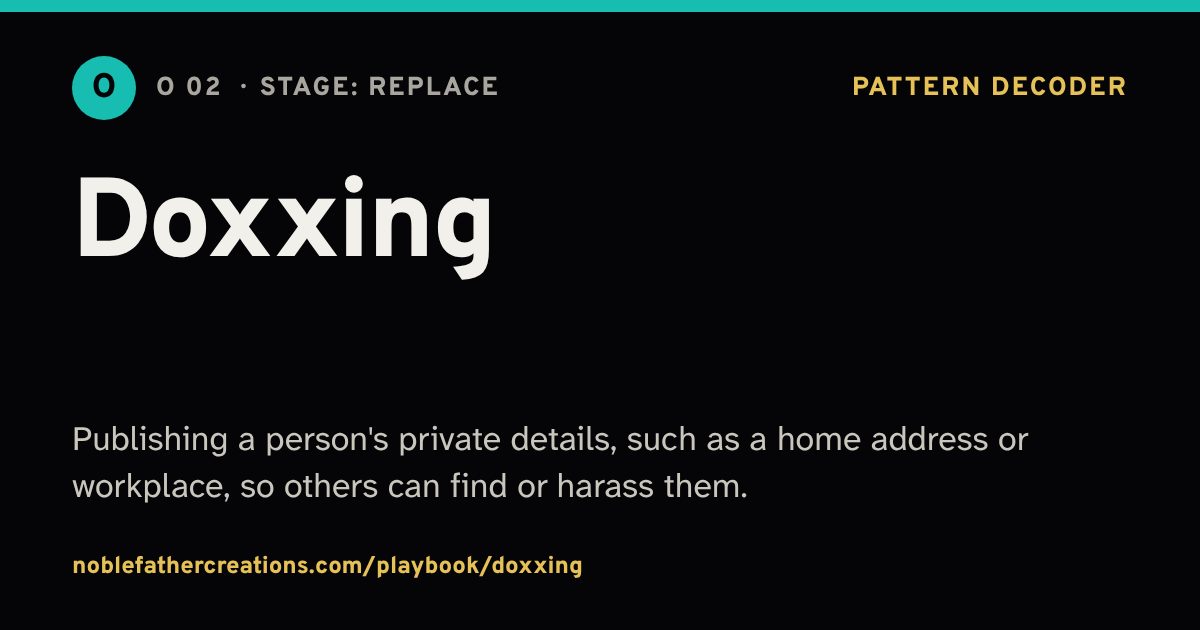 O O 02 · STAGE: REPLACE PATTERN DECODER
Doxxing
Publishing a person's private details, such as a home address or
workplace, so others can find or harass them.
noblefathercreations.com/playbook/doxxing